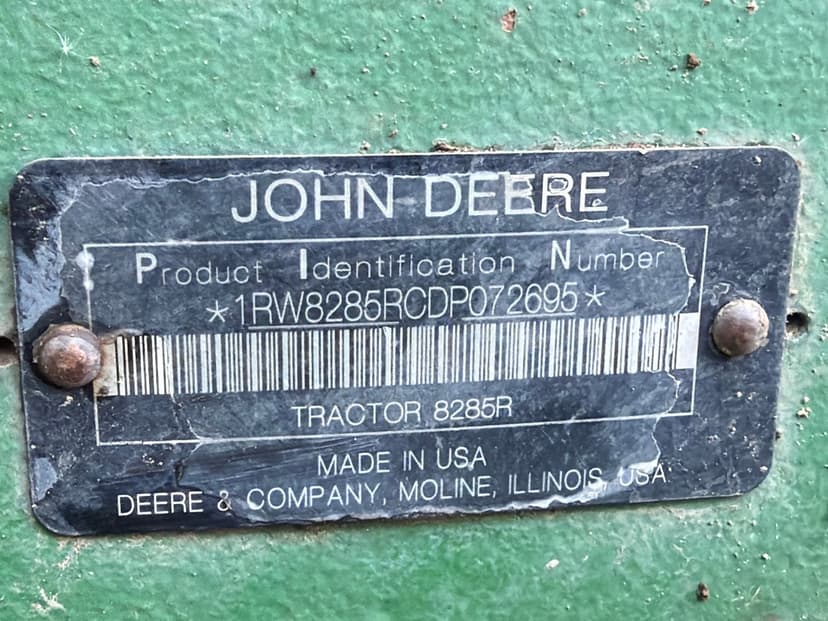 JOHN DEERE
Product Identification Number
*1RW8285RCDP072695*
TRACTOR 8285R
MADE IN USA
DEERE & COMPANY, MOLINE, ILLINOIS, USA